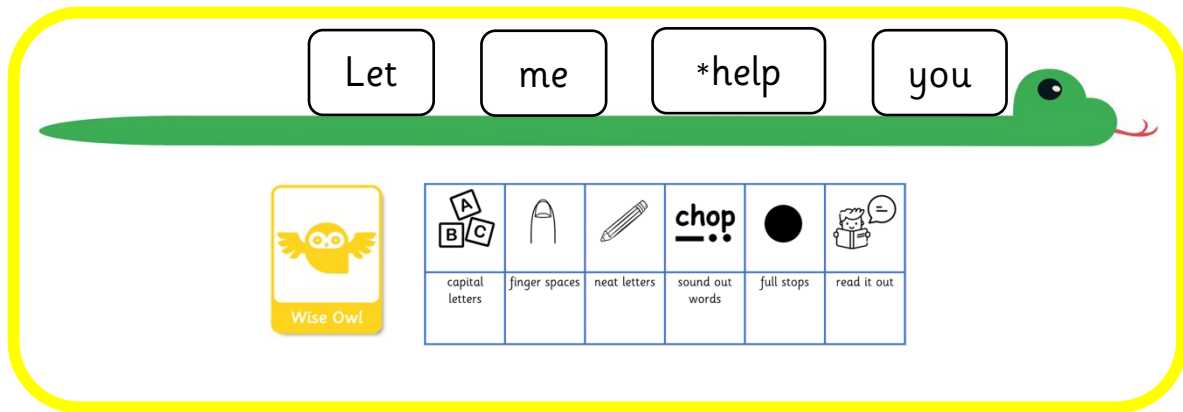 Let me *help you
A
B C
chop
capital letters
finger spaces
neat letters
sound out words
full stops
read it out
Wise Owl